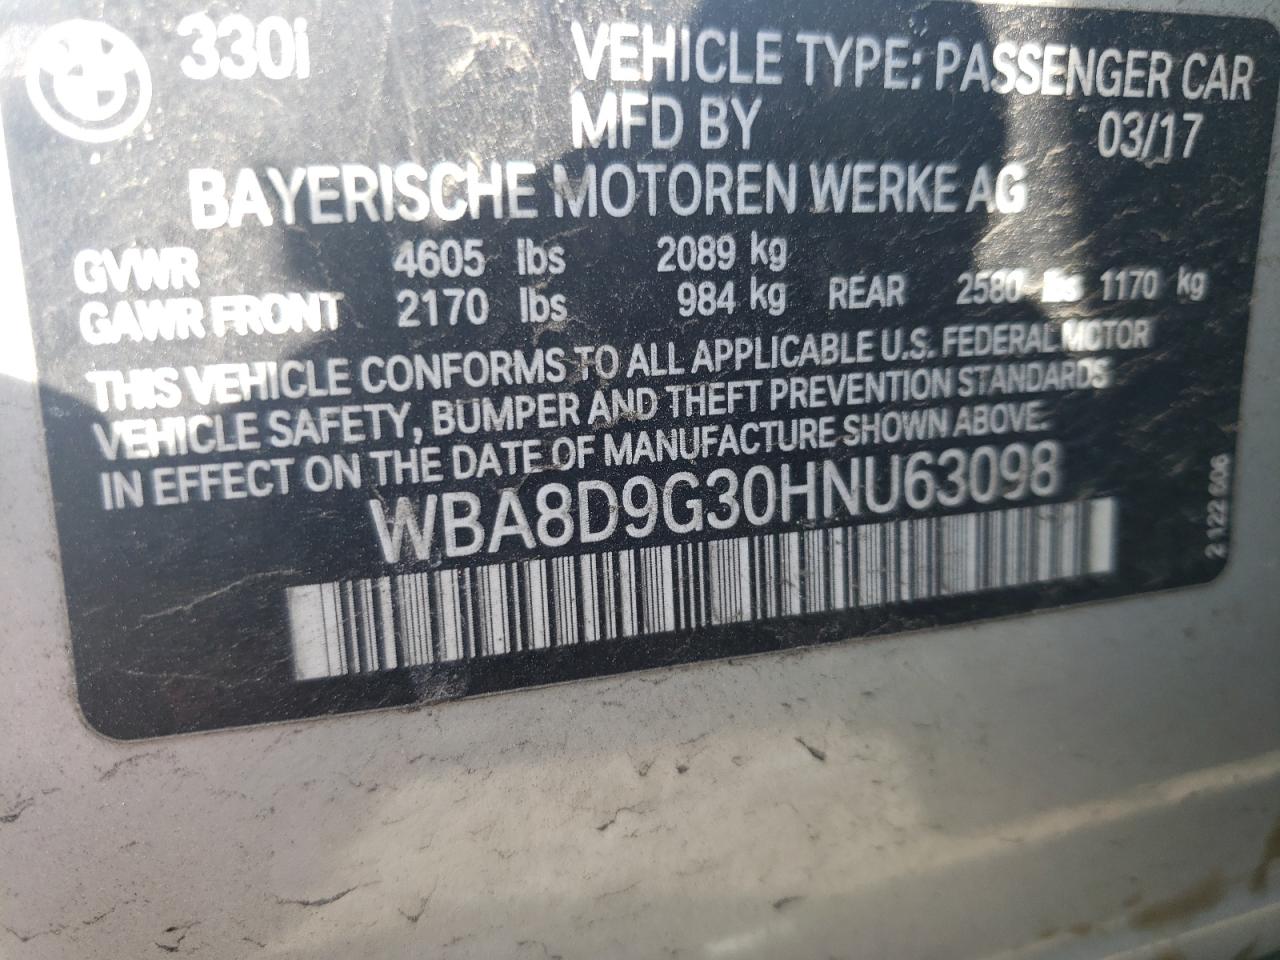 330i VEHICLE TYPE: PASSENGER CAR
MFD BY 03/17
BAYERISCHE MOTOREN WERKE AG
GVWR 4605 lbs 2089 kg
GAWR FRONT 2170 lbs 984 kg REAR 2580 lbs 1170 kg
THIS VEHICLE CONFORMS TO ALL APPLICABLE U.S. FEDERAL MOTOR
VEHICLE SAFETY, BUMPER AND THEFT PREVENTION STANDARDS
IN EFFECT ON THE DATE OF MANUFACTURE SHOWN ABOVE.
WBA8D9G30HNU63098
2 122 606